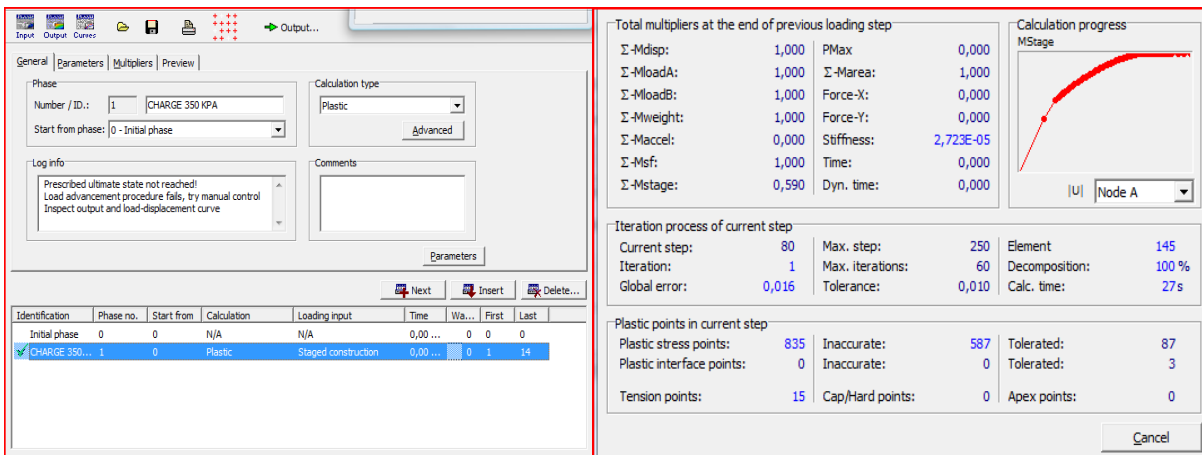 Input Output Curves Output...
General Parameters Multipliers Preview
Phase
Number / ID.: 1 CHARGE 350 KPA
Start from phase: 0 - Initial phase
Calculation type
Plastic
Advanced
Log info
Prescribed ultimate state not reached!
Load advancement procedure fails, try manual control
Inspect output and load-displacement curve
Comments
Parameters
Next Insert Delete...
Identification Phase no. Start from Calculation Loading input Time Wa... First Last
Initial phase 0 0 N/A N/A 0,00 ... 0 0 0
CHARGE 350... 1 0 Plastic Staged construction 0,00 ... 0 1 14
Total multipliers at the end of previous loading step
Σ-Mdisp: 1,000 PMax 0,000
Σ-MloadA: 1,000 Σ-Marea: 1,000
Σ-MloadB: 1,000 Force-X: 0,000
Σ-Mweight: 1,000 Force-Y: 0,000
Σ-Maccel: 0,000 Stiffness: 2,723E-05
Σ-Msf: 1,000 Time: 0,000
Σ-Mstage: 0,590 Dyn. time: 0,000
Calculation progress
MStage
|U| Node A
Iteration process of current step
Current step: 80 Max. step: 250 Element 145
Iteration: 1 Max. iterations: 60 Decomposition: 100 %
Global error: 0,016 Tolerance: 0,010 Calc. time: 27 s
Plastic points in current step
Plastic stress points: 835 Inaccurate: 587 Tolerated: 87
Plastic interface points: 0 Inaccurate: 0 Tolerated: 3
Tension points: 15 Cap/Hard points: 0 Apex points: 0
Cancel